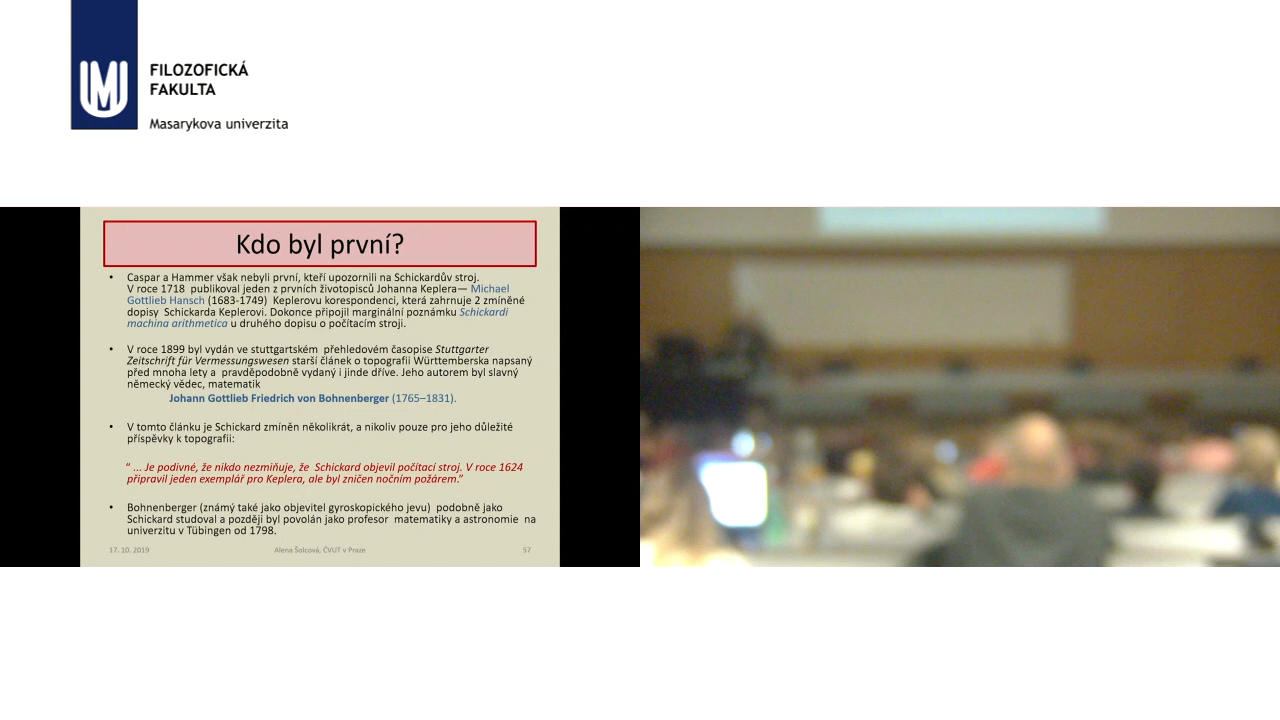 FILOZOFICKÁ
FAKULTA
Masarykova univerzita
Kdo byl první?
• Caspar a Hammer však nebyli první, kteří upozornili na Schickardův stroj.
V roce 1718 publikoval jeden z prvních životopisců Johanna Keplera— Michael
Gottlieb Hansch (1683-1749) Keplerovu korespondenci, která zahrnuje 2 zmíněné
dopisy Schickarda Keplerovi. Dokonce připojil marginální poznámku Schickardi
machina arithmetica u druhého dopisu o počítacím stroji.
• V roce 1899 byl vydán ve stuttgartském přehledovém časopise Stuttgarter
Zeitschrift für Vermessungswesen starší článek o topografii Württemberska napsaný
před mnoha lety a pravděpodobně vydaný i jinde dříve. Jeho autorem byl slavný
německý vědec, matematik
Johann Gottlieb Friedrich von Bohnenberger (1765–1831).
• V tomto článku je Schickard zmíněn několikrát, a nikoliv pouze pro jeho důležité
příspěvky k topografii:
" ... Je podivné, že nikdo nezmiňuje, že Schickard objevil počítací stroj. V roce 1624
připravil jeden exemplář pro Keplera, ale byl zničen nočním požárem."
• Bohnenberger (známý také jako objevitel gyroskopického jevu) podobně jako
Schickard studoval a později byl povolán jako profesor matematiky a astronomie na
univerzitu v Tübingen od 1798.
17. 10. 2019 Alena Šolcová, ČVUT v Praze 57